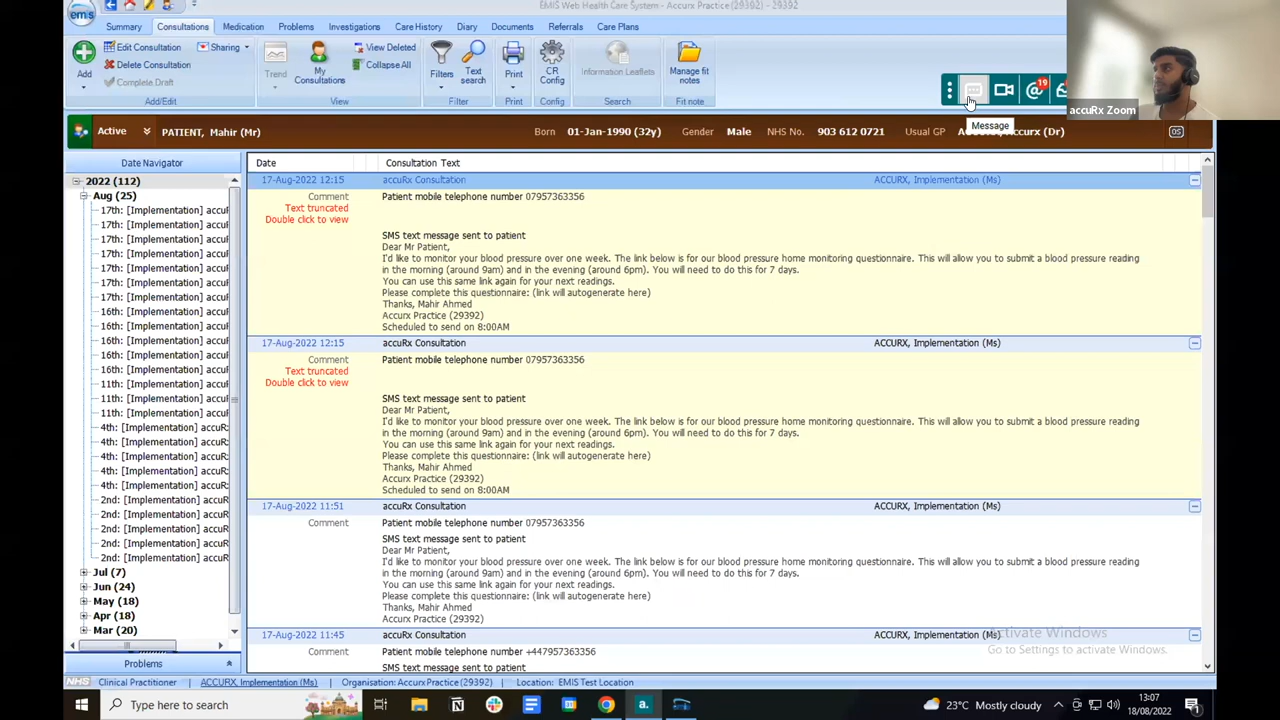 EMIS Web Health Care System - Accurx Practice (29392) - 29392
emis
Summary Consultations Medication Problems Investigations Care History Diary Documents Referrals Care Plans
Add
Edit Consultation
Delete Consultation
Complete Draft
Sharing
Add/Edit
Trend
My Consultations
View Deleted
Collapse All
View
Filters
Text search
Filter
Print
Print
CR Config
Config
Information Leaflets
Search
Manage fit notes
Fit note
19
Message
accuRx Zoom
Active PATIENT, Mahir (Mr) Born 01-Jan-1990 (32y) Gender Male NHS No. 903 612 0721 Usual GP ACCURX, Accurx (Dr)
Date Navigator
2022 (112)
Aug (25)
17th: [Implementation] accuR
17th: [Implementation] accuR
17th: [Implementation] accuR
17th: [Implementation] accuR
17th: [Implementation] accuR
17th: [Implementation] accuR
17th: [Implementation] accuR
16th: [Implementation] accuR
16th: [Implementation] accuR
16th: [Implementation] accuR
16th: [Implementation] accuR
16th: [Implementation] accuR
11th: [Implementation] accuR
11th: [Implementation] accuR
11th: [Implementation] accuR
4th: [Implementation] accuRx
4th: [Implementation] accuRx
4th: [Implementation] accuRx
4th: [Implementation] accuRx
4th: [Implementation] accuRx
2nd: [Implementation] accuR
2nd: [Implementation] accuR
2nd: [Implementation] accuR
2nd: [Implementation] accuR
2nd: [Implementation] accuR
Jul (7)
Jun (24)
May (18)
Apr (18)
Mar (20)
Problems
Date Consultation Text
17-Aug-2022 12:15 accuRx Consultation ACCURX, Implementation (Ms)
Comment Patient mobile telephone number 07957363356
Text truncated
Double click to view
SMS text message sent to patient
Dear Mr Patient,
I'd like to monitor your blood pressure over one week. The link below is for our blood pressure home monitoring questionnaire. This will allow you to submit a blood pressure reading
in the morning (around 9am) and in the evening (around 6pm). You will need to do this for 7 days.
You can use this same link again for your next readings.
Please complete this questionnaire: (link will autogenerate here)
Thanks, Mahir Ahmed
Accurx Practice (29392)
Scheduled to send on 8:00AM
17-Aug-2022 12:15 accuRx Consultation ACCURX, Implementation (Ms)
Comment Patient mobile telephone number 07957363356
Text truncated
Double click to view
SMS text message sent to patient
Dear Mr Patient,
I'd like to monitor your blood pressure over one week. The link below is for our blood pressure home monitoring questionnaire. This will allow you to submit a blood pressure reading
in the morning (around 9am) and in the evening (around 6pm). You will need to do this for 7 days.
You can use this same link again for your next readings.
Please complete this questionnaire: (link will autogenerate here)
Thanks, Mahir Ahmed
Accurx Practice (29392)
Scheduled to send on 8:00AM
17-Aug-2022 11:51 accuRx Consultation ACCURX, Implementation (Ms)
Comment Patient mobile telephone number 07957363356
SMS text message sent to patient
Dear Mr Patient,
I'd like to monitor your blood pressure over one week. The link below is for our blood pressure home monitoring questionnaire. This will allow you to submit a blood pressure reading
in the morning (around 9am) and in the evening (around 6pm). You will need to do this for 7 days.
You can use this same link again for your next readings.
Please complete this questionnaire: (link will autogenerate here)
Thanks, Mahir Ahmed
Accurx Practice (29392)
17-Aug-2022 11:45 accuRx Consultation ACCURX, Implementation (Ms)
Comment Patient mobile telephone number +447957363356
SMS text message sent to patient
Activate Windows
Go to Settings to activate Windows.
NHS Clinical Practitioner ACCURX, Implementation (Ms) Organisation: Accurx Practice (29392) Location: EMIS Test Location
Type here to search
a.
23°C Mostly cloudy
13:07
18/08/2022
1